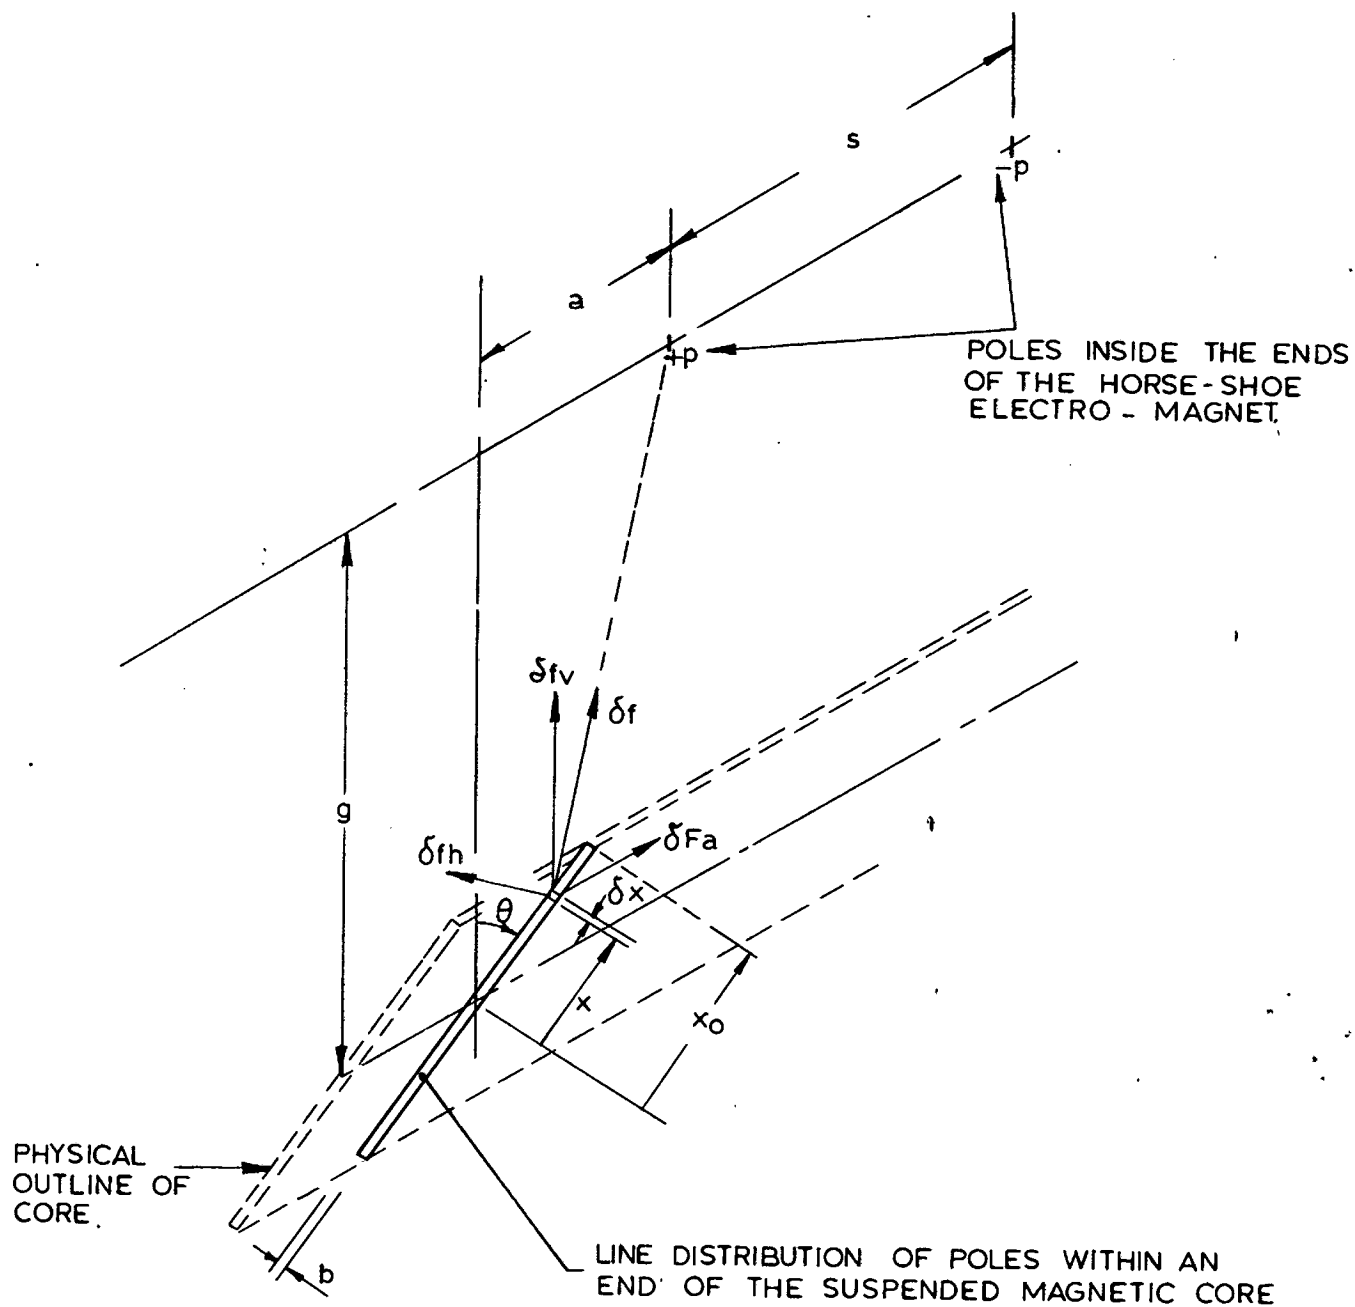 s
-p
a
+p
POLES INSIDE THE ENDS
OF THE HORSE-SHOE
ELECTRO - MAGNET.
δfv
δf
g
δfh
δFa
θ
δx
x
xo
PHYSICAL
OUTLINE OF
CORE.
b
LINE DISTRIBUTION OF POLES WITHIN AN
END OF THE SUSPENDED MAGNETIC CORE